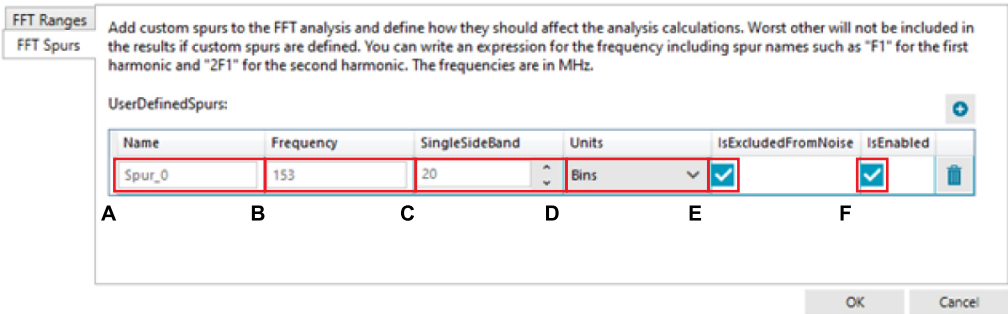 FFT Ranges
FFT Spurs
Add custom spurs to the FFT analysis and define how they should affect the analysis calculations. Worst other will not be included in
the results if custom spurs are defined. You can write an expression for the frequency including spur names such as "F1" for the first
harmonic and "2F1" for the second harmonic. The frequencies are in MHz.
UserDefinedSpurs:
Name Frequency SingleSideBand Units IsExcludedFromNoise IsEnabled
Spur_0 153 20 Bins
A B C D E F
OK Cancel